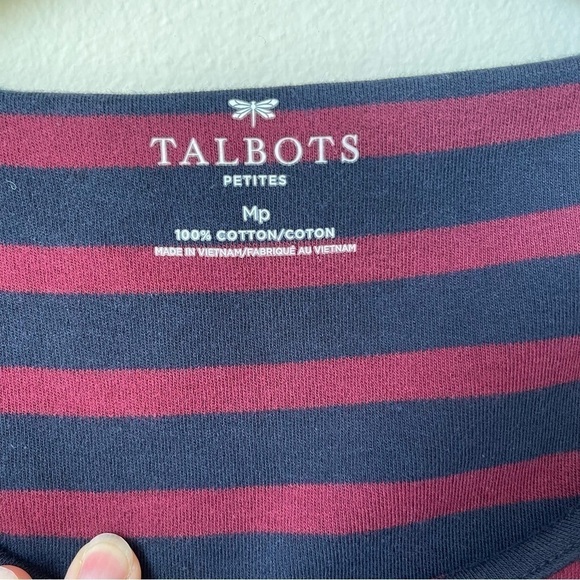 TALBOTS
PETITES
Mp
100% COTTON/COTON
MADE IN VIETNAM/FABRIQUÉ AU VIETNAM